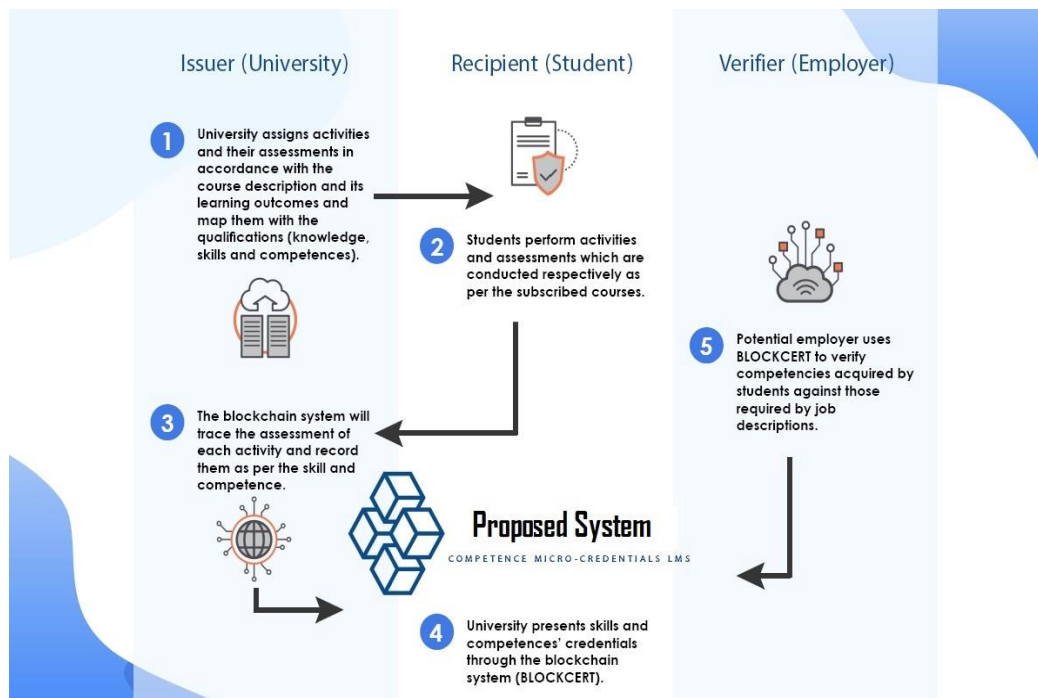 Issuer (University)
Recipient (Student)
Verifier (Employer)
1
University assigns activities
and their assessments in
accordance with the
course description and its
learning outcomes and
map them with the
qualifications (knowledge,
skills and competences).
2
Students perform activities
and assessments which are
conducted respectively as
per the subscribed courses.
3
The blockchain system will
trace the assessment of
each activity and record
them as per the skill and
competence.
Proposed System
COMPETENCE MICRO-CREDENTIALS LMS
4
University presents skills and
competences' credentials
through the blockchain
system (BLOCKCERT).
5
Potential employer uses
BLOCKCERT to verify
competencies acquired by
students against those
required by job
descriptions.